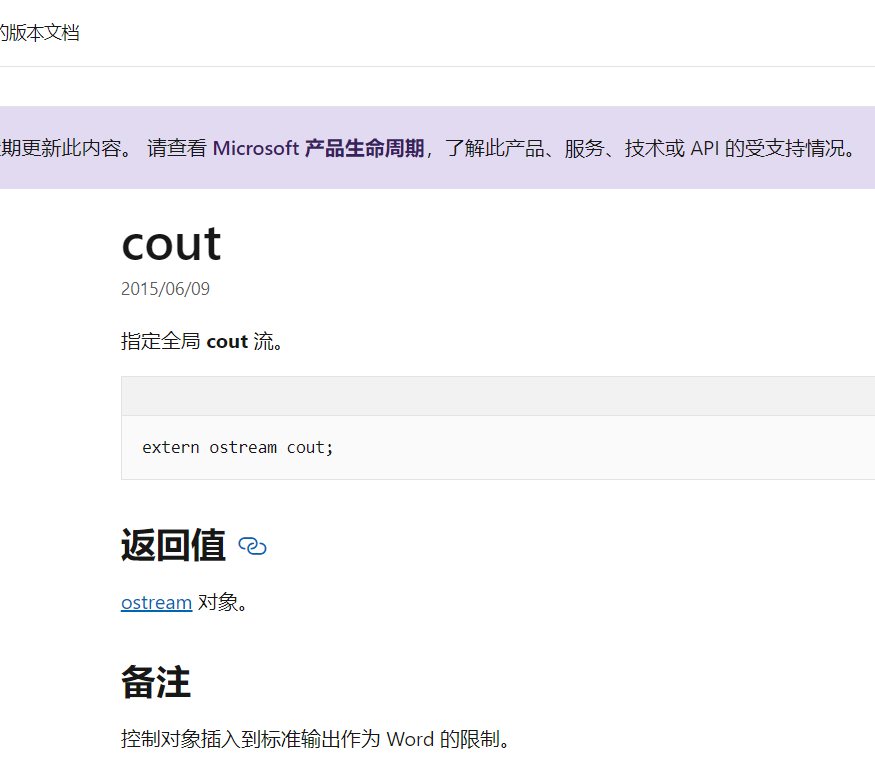 的版本文档
期更新此内容。 请查看 Microsoft 产品生命周期，了解此产品、服务、技术或 API 的受支持情况。
cout
2015/06/09
指定全局 cout 流。
extern ostream cout;
返回值
ostream 对象。
备注
控制对象插入到标准输出作为 Word 的限制。